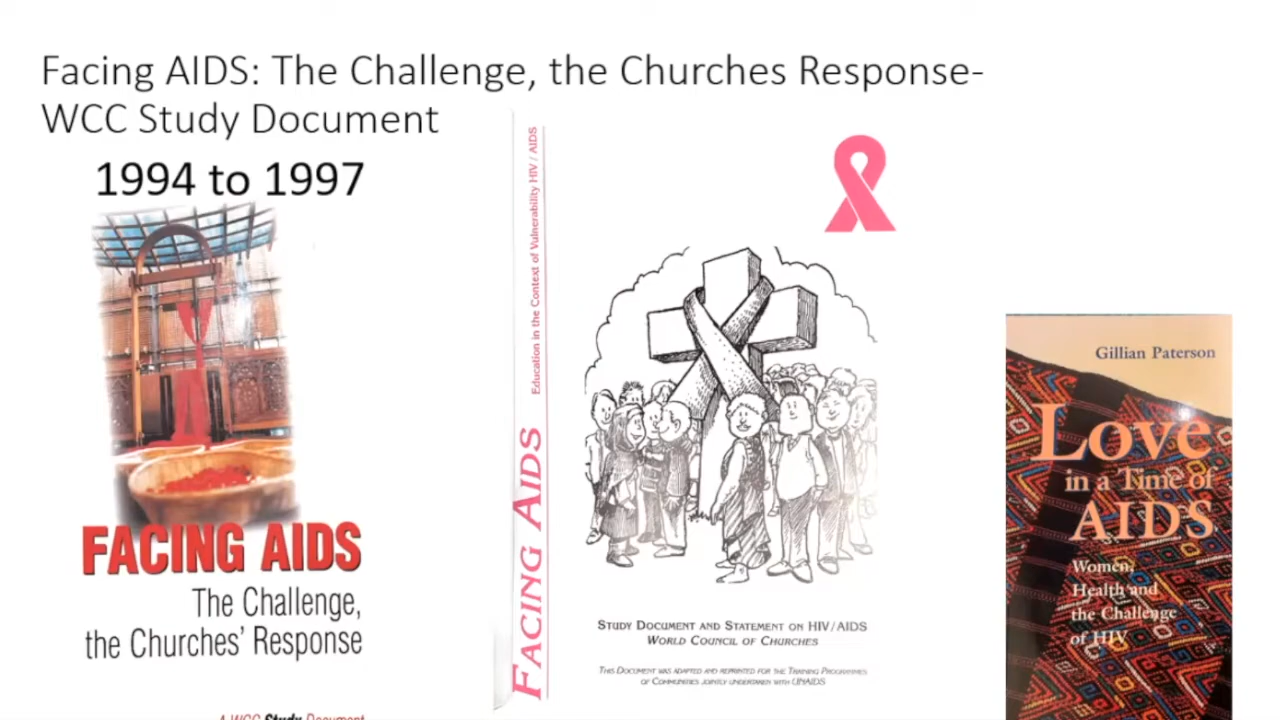 Facing AIDS: The Challenge, the Churches Response-
WCC Study Document
1994 to 1997
FACING AIDS
The Challenge,
the Churches' Response
A WCC Study Document
FACING AIDS
Education in the Context of Vulnerability HIV / AIDS
STUDY DOCUMENT AND STATEMENT ON HIV/AIDS
WORLD COUNCIL OF CHURCHES
THIS DOCUMENT WAS ADAPTED AND REPRINTED FOR THE TRAINING PROGRAMMES
OF COMMUNITIES JOINTLY UNDERTAKEN WITH UNAIDS
Gillian Paterson
Love
in a Time of
AIDS
Women,
Health and
the Challenge
of HIV